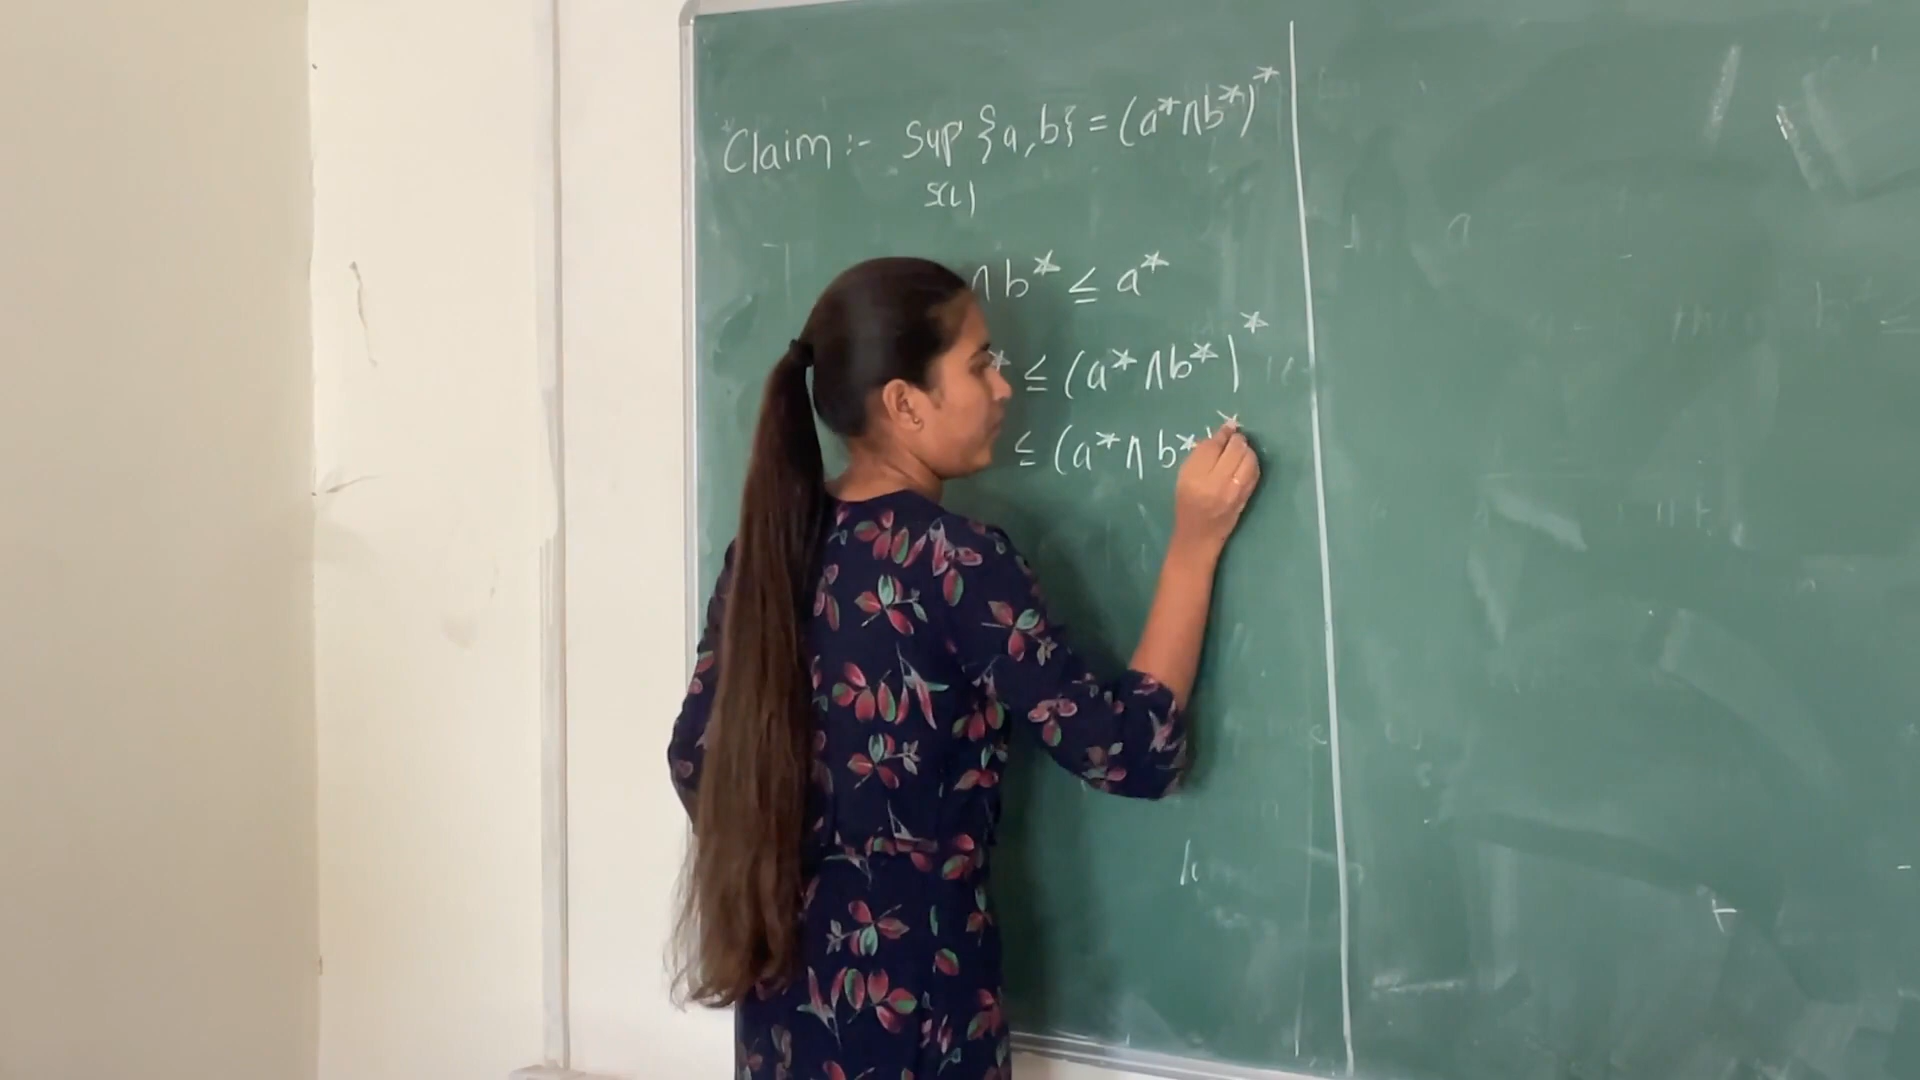 Claim :- Sup {a, b} = (a* ∧ b*)*
S(L)
∧ b* ≤ a*
* ≤ (a* ∧ b*)*
≤ (a* ∧ b*)*